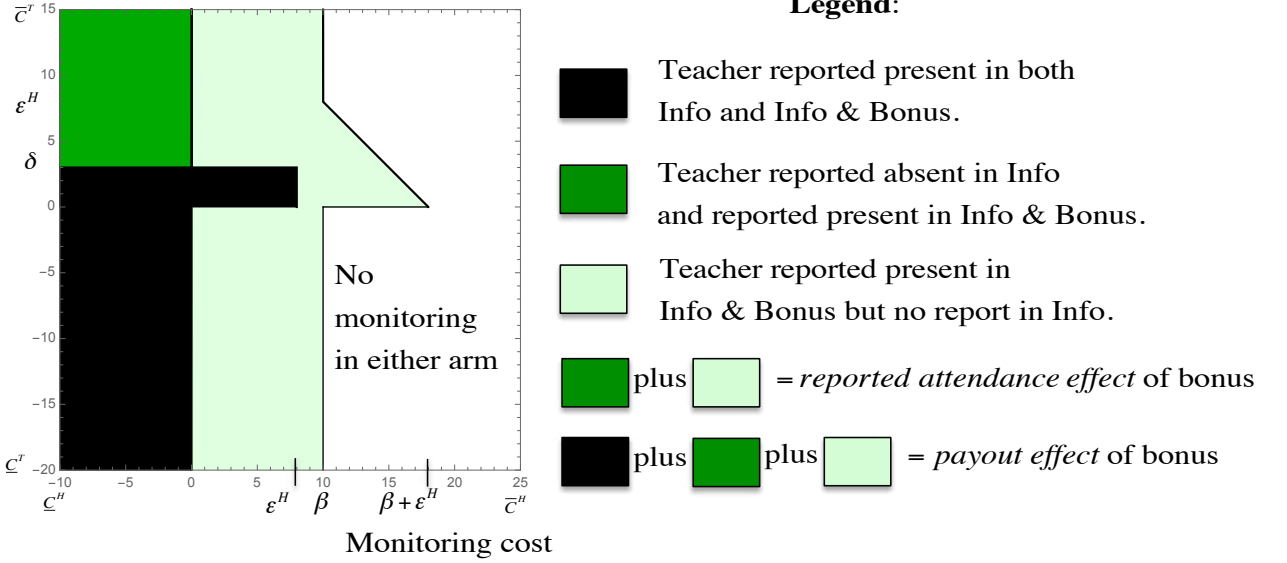 Legend:
C̅ᵀ
15
10
εᴴ
5
δ
0
−5
−10
−15
C̲ᵀ
−20
−10
−5
0
5
10
15
20
25
C̲ᴴ
εᴴ
β
β + εᴴ
C̅ᴴ
Monitoring cost
No
monitoring
in either arm
Teacher reported present in both
Info and Info & Bonus.
Teacher reported absent in Info
and reported present in Info & Bonus.
Teacher reported present in
Info & Bonus but no report in Info.
plus = reported attendance effect of bonus
plus plus = payout effect of bonus